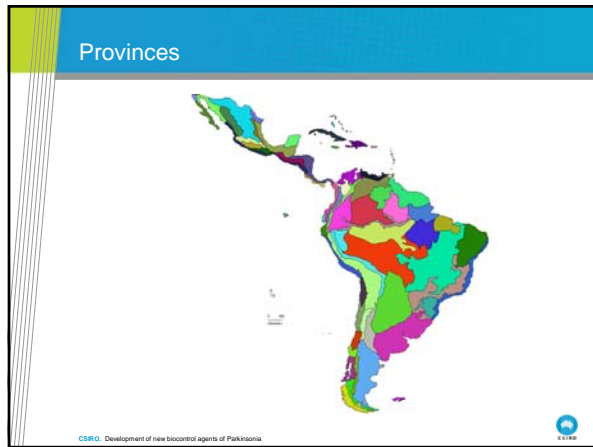 Provinces
CSIRO. Development of new biocontrol agents of Parkinsonia
CSIRO